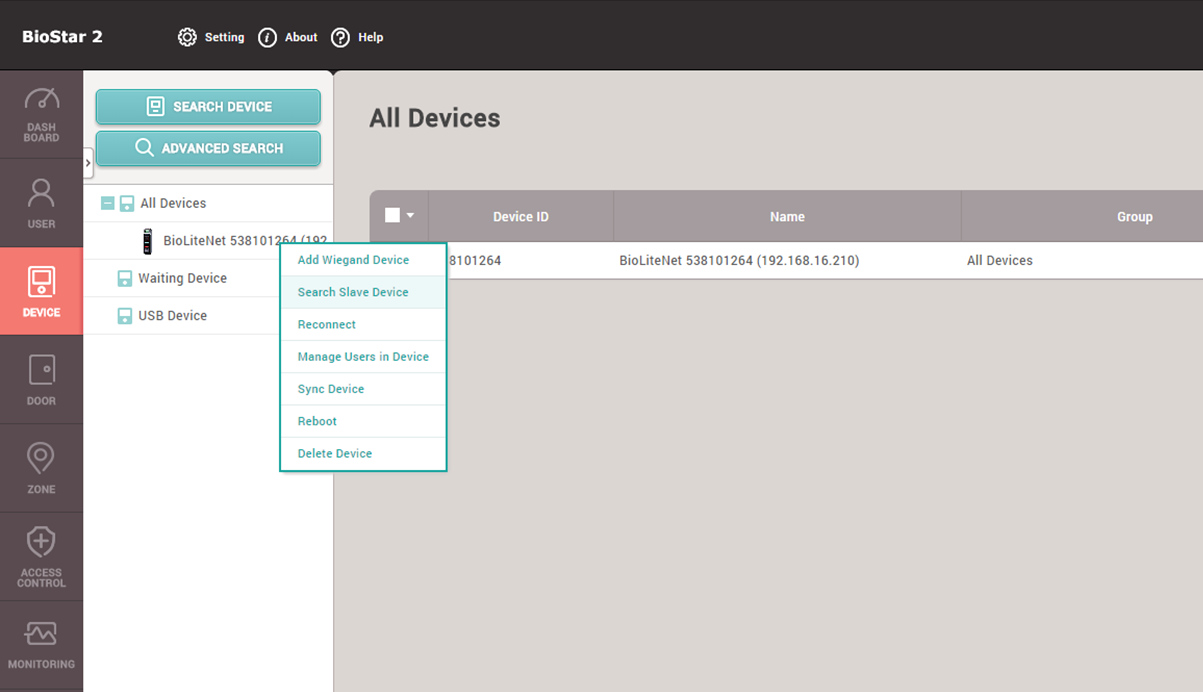 BioStar 2
Setting
About
Help
DASH
BOARD
USER
DEVICE
DOOR
ZONE
ACCESS
CONTROL
MONITORING
SEARCH DEVICE
ADVANCED SEARCH
All Devices
BioLiteNet 538101264 (192
Waiting Device
USB Device
Add Wiegand Device
Search Slave Device
Reconnect
Manage Users in Device
Sync Device
Reboot
Delete Device
All Devices
Device ID Name Group
8101264 BioLiteNet 538101264 (192.168.16.210) All Devices